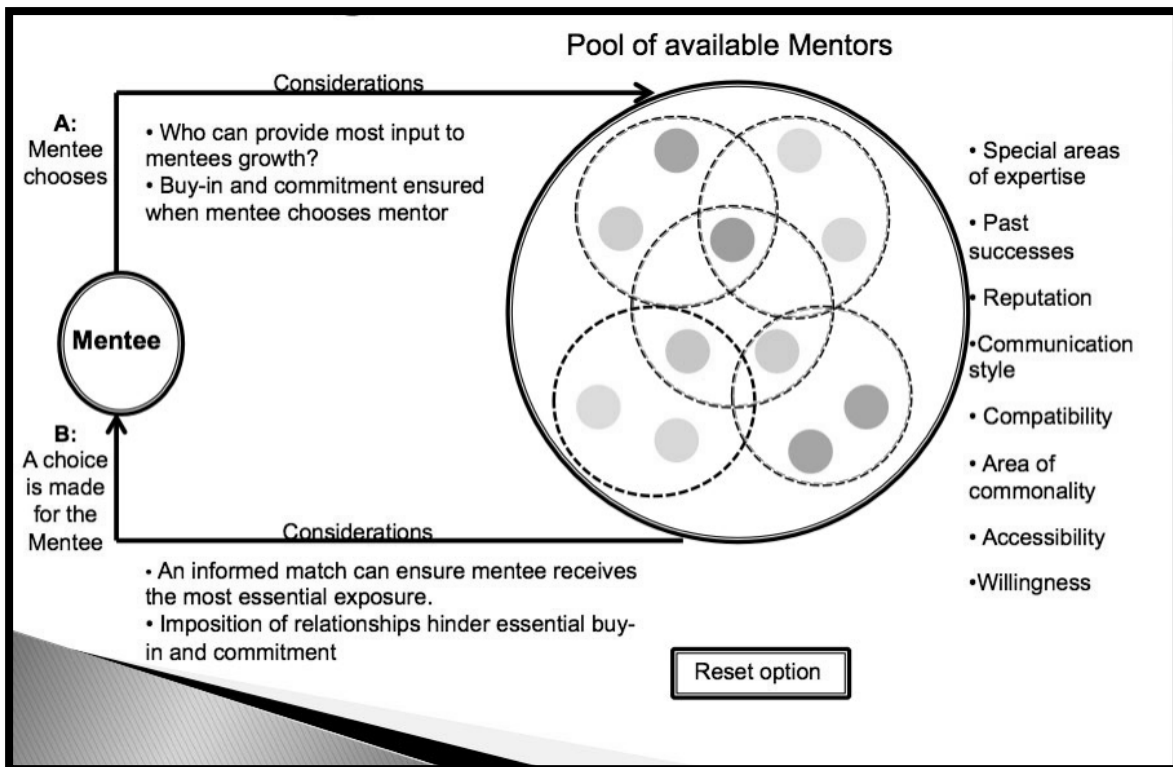 Pool of available Mentors
Considerations
A:
Mentee
chooses
• Who can provide most input to
mentees growth?
• Buy-in and commitment ensured
when mentee chooses mentor
Mentee
B:
A choice
is made
for the
Mentee
Considerations
• An informed match can ensure mentee receives
the most essential exposure.
• Imposition of relationships hinder essential buy-
in and commitment
• Special areas
of expertise
• Past
successes
• Reputation
•Communication
style
• Compatibility
• Area of
commonality
• Accessibility
•Willingness
Reset option